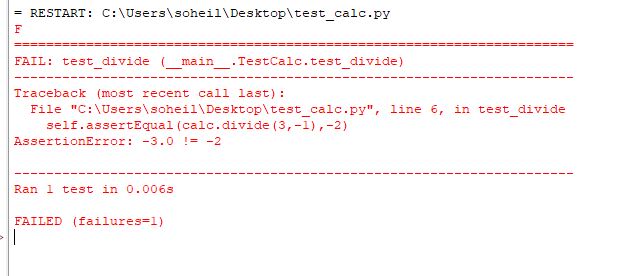 = RESTART: C:\Users\soheil\Desktop\test_calc.py
F
======================================================================
FAIL: test_divide (__main__.TestCalc.test_divide)
----------------------------------------------------------------------
Traceback (most recent call last):
  File "C:\Users\soheil\Desktop\test_calc.py", line 6, in test_divide
    self.assertEqual(calc.divide(3,-1),-2)
AssertionError: -3.0 != -2

----------------------------------------------------------------------
Ran 1 test in 0.006s

FAILED (failures=1)
>